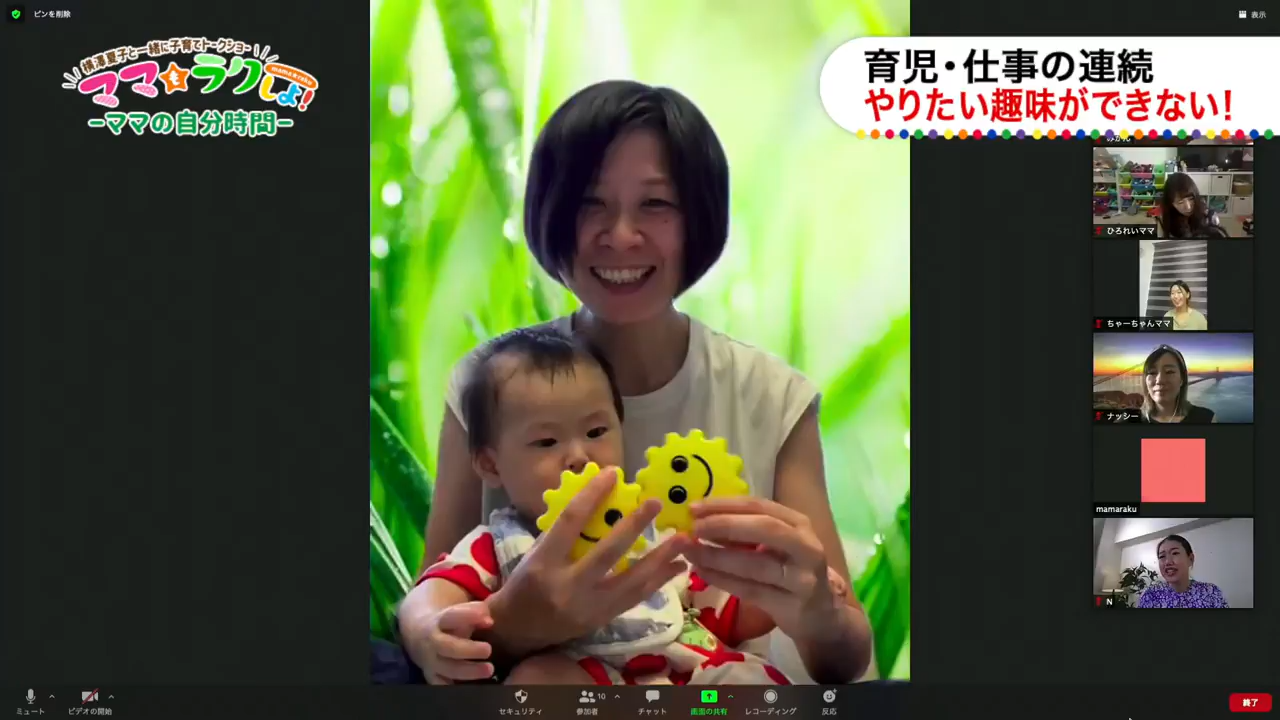 ピンを削除
表示
横澤夏子と一緒に子育てトークショー
ママ&ラクしよ!
mama&raku
-ママの自分時間-
育児・仕事の連続
やりたい趣味ができない!
ひろれいママ
ちゃーちゃんママ
ナッシー
mamaraku
N
ミュート
ビデオの開始
セキュリティ
10
参加者
チャット
画面の共有
レコーディング
反応
終了